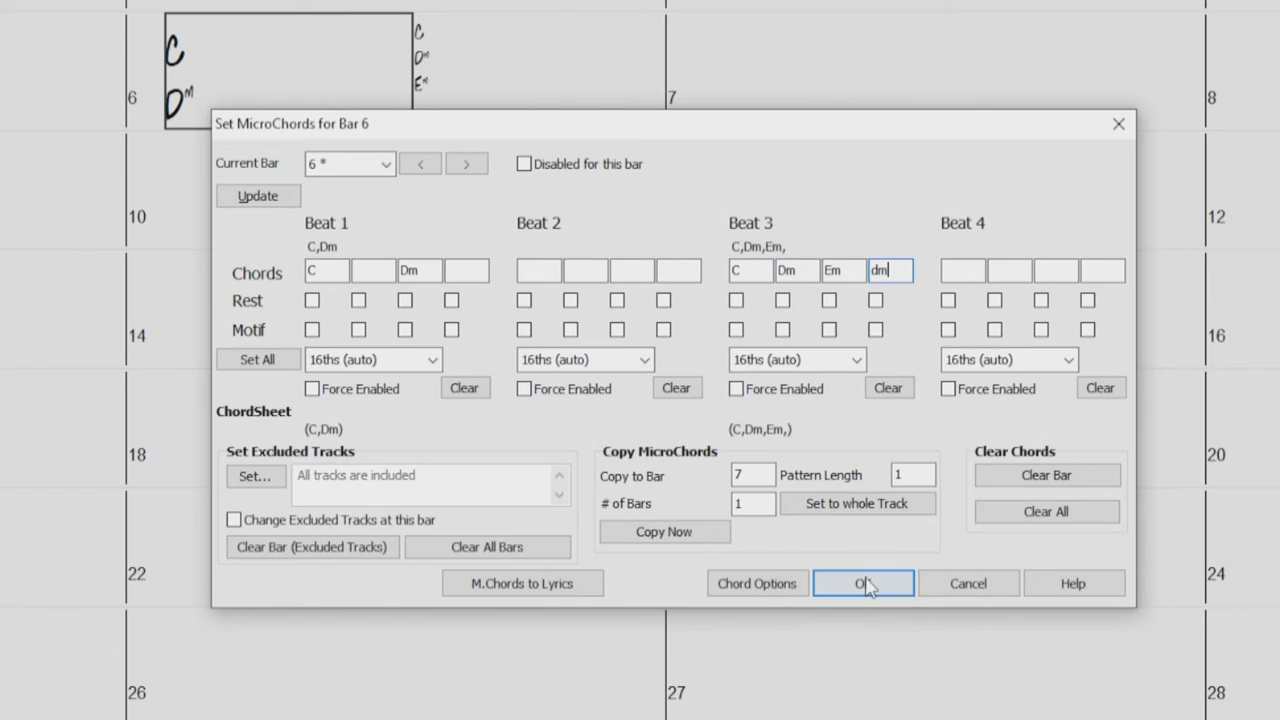 C
C
DM
6
DM
EM
7
8
Set MicroChords for Bar 6
Current Bar 6 * < > Disabled for this bar
Update
Beat 1 Beat 2 Beat 3 Beat 4
C,Dm C,Dm,Em,
Chords C Dm C Dm Em dm
Rest
Motif
Set All 16ths (auto) 16ths (auto) 16ths (auto) 16ths (auto)
Force Enabled Clear Force Enabled Clear Force Enabled Clear Force Enabled Clear
ChordSheet
(C,Dm) (C,Dm,Em,)
Set Excluded Tracks
Set... All tracks are included
Change Excluded Tracks at this bar
Clear Bar (Excluded Tracks) Clear All Bars
Copy MicroChords
Copy to Bar 7 Pattern Length 1
# of Bars 1 Set to whole Track
Copy Now
Clear Chords
Clear Bar
Clear All
M.Chords to Lyrics Chord Options Cancel Help
10 12
14 16
18 20
22 24
26 27 28